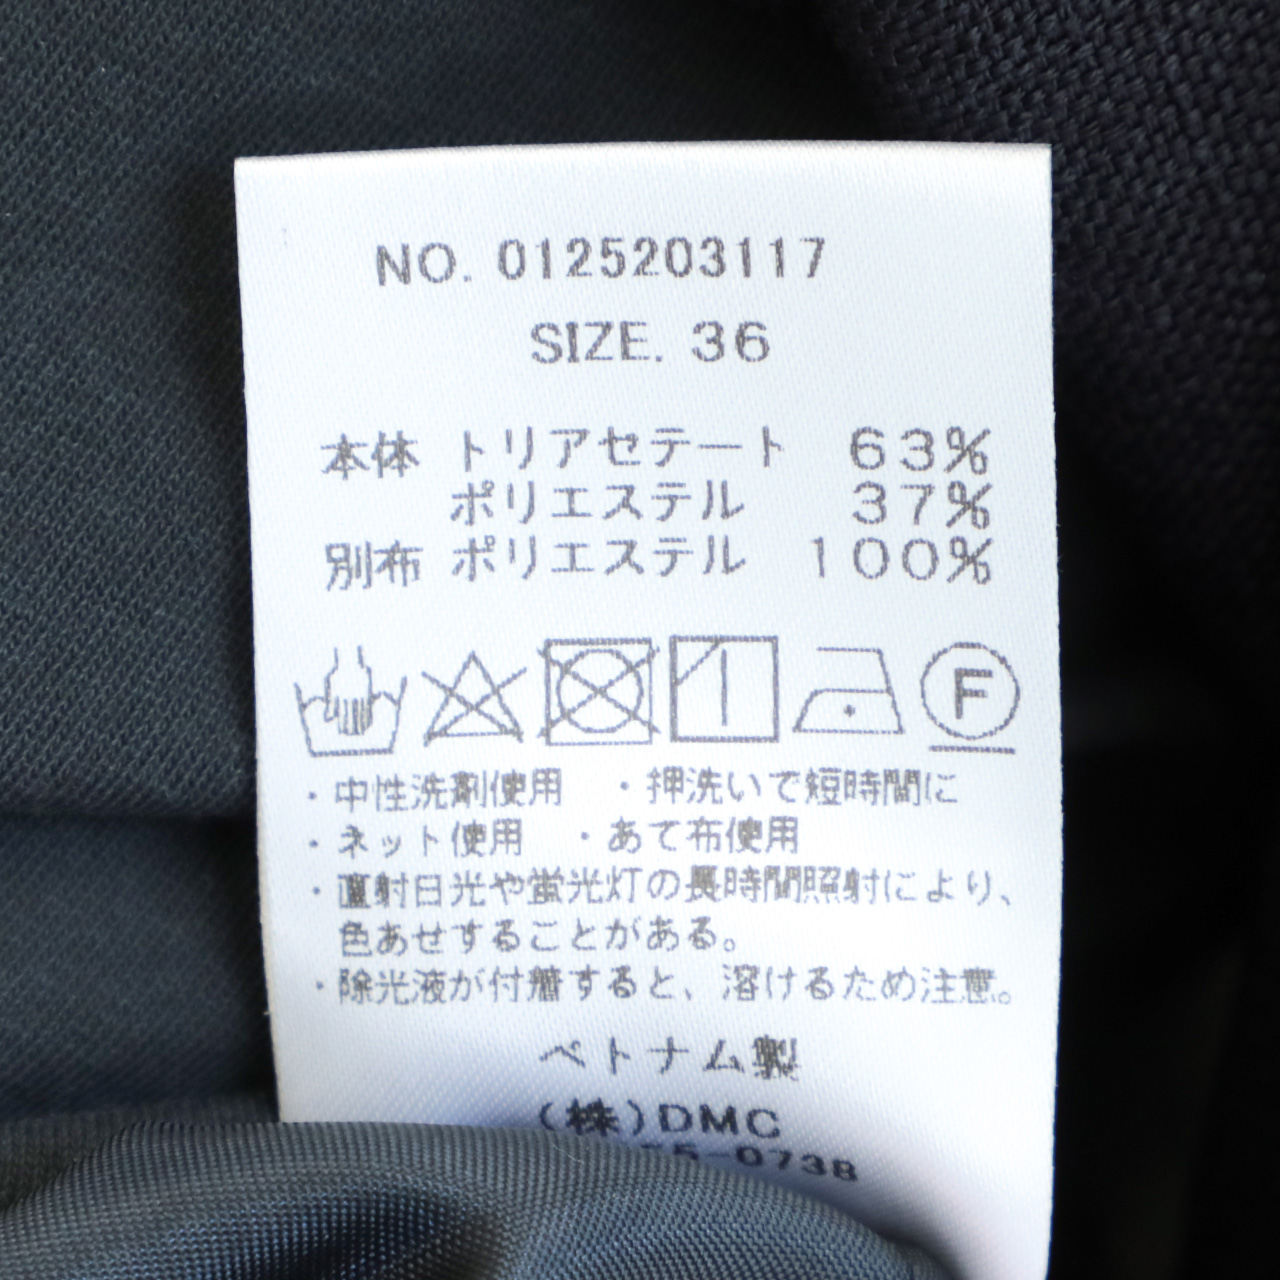 NO. 0125203117
SIZE. 36
本体 トリアセテート 63%
ポリエステル 37%
別布 ポリエステル 100%
F
・中性洗剤使用 ・押洗いで短時間に
・ネット使用 ・あて布使用
・直射日光や蛍光灯の長時間照射により、
色あせすることがある。
・除光液が付着すると、溶けるため注意。
ベトナム製
(株)DMC
5-0738